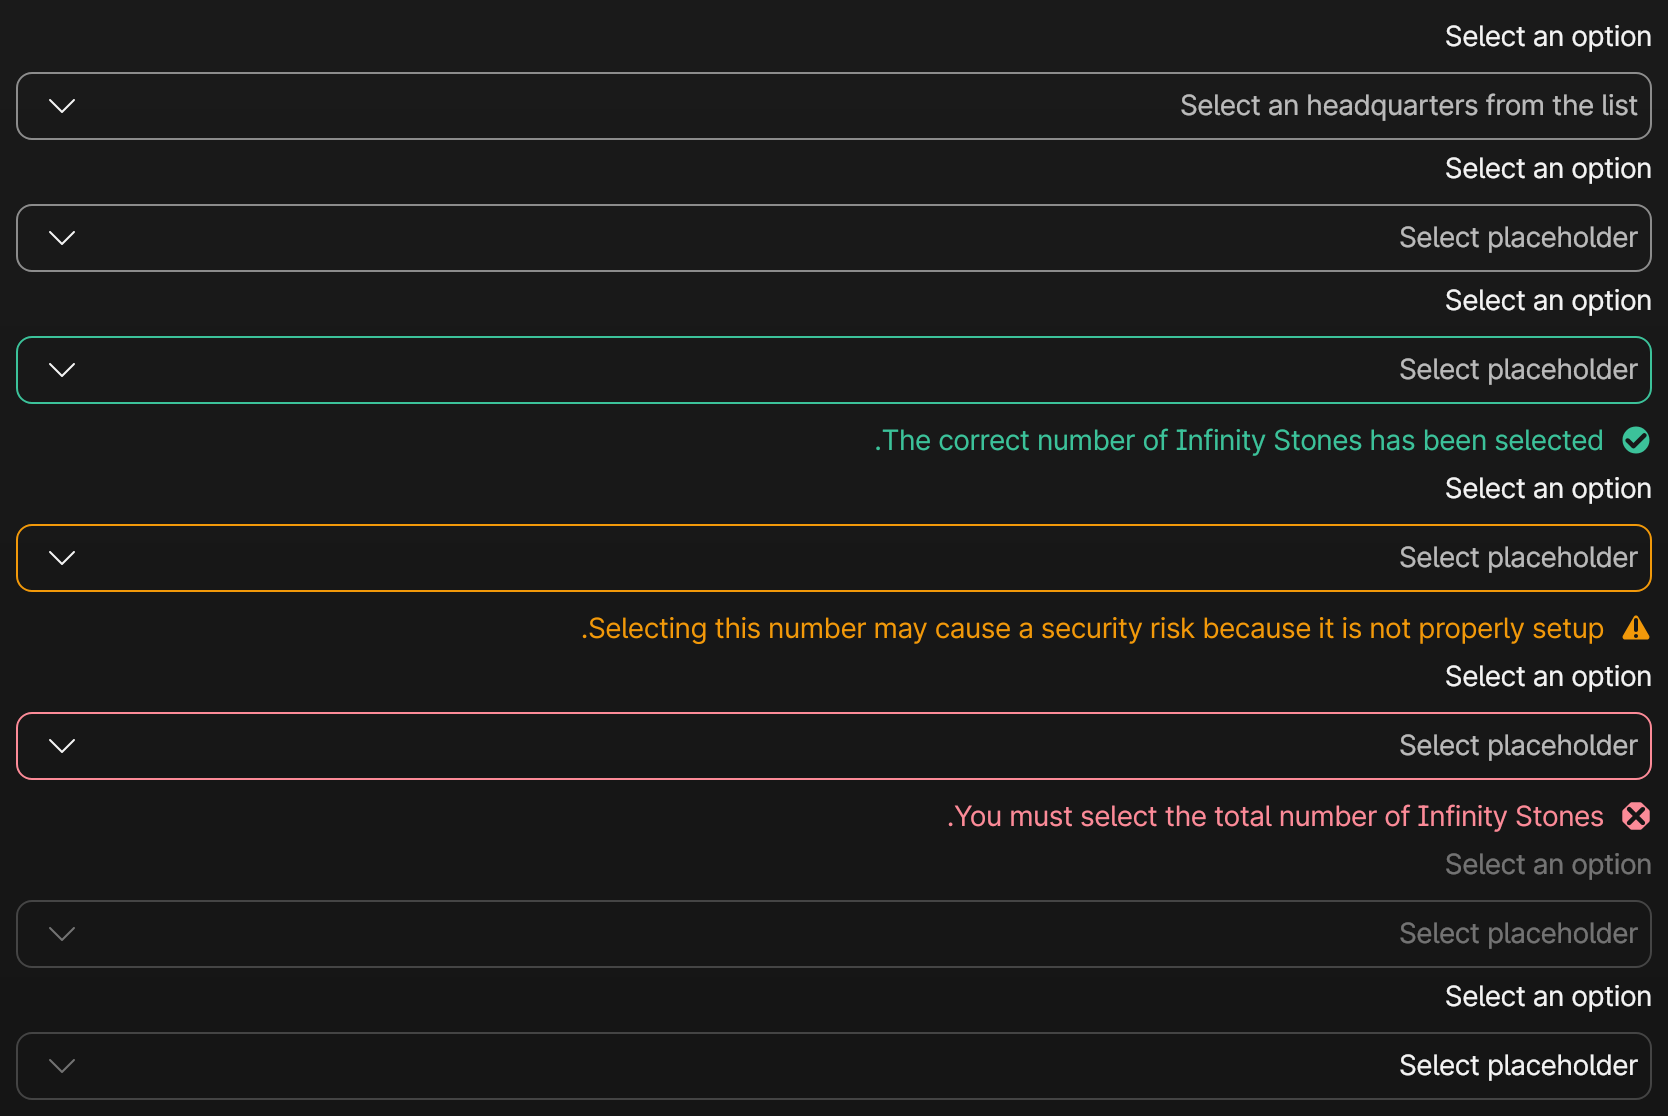 Select an option
Select an headquarters from the list
Select an option
Select placeholder
Select an option
Select placeholder
.The correct number of Infinity Stones has been selected
Select an option
Select placeholder
.Selecting this number may cause a security risk because it is not properly setup
Select an option
Select placeholder
.You must select the total number of Infinity Stones
Select an option
Select placeholder
Select an option
Select placeholder